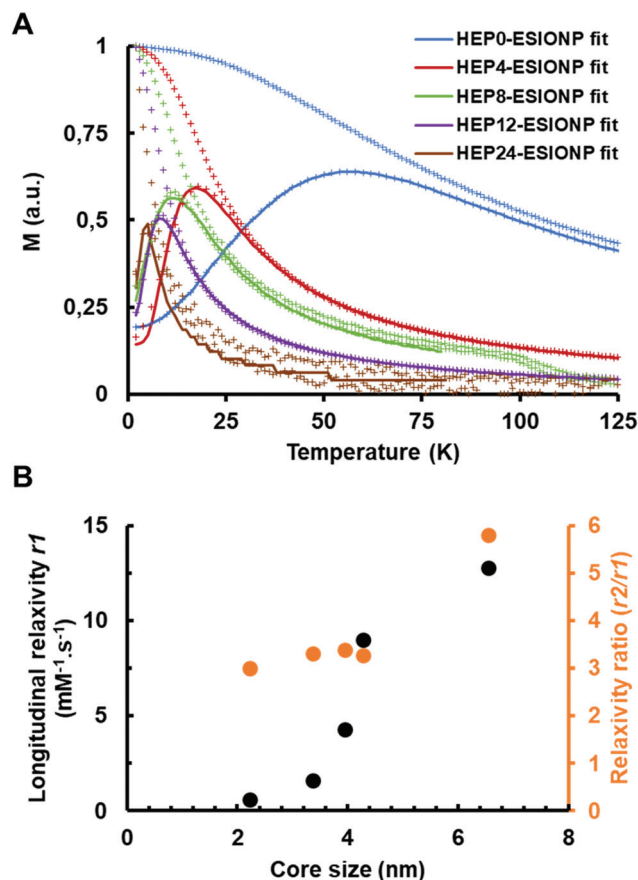 A
HEP0-ESIONP fit
HEP4-ESIONP fit
HEP8-ESIONP fit
HEP12-ESIONP fit
HEP24-ESIONP fit
M (a.u.)
1
0,75
0,5
0,25
0
0 25 50 75 100 125
Temperature (K)
B
Longitudinal relaxivity r1
(mM-1.s-1)
15
10
5
0
6
5
4
3
2
1
0
Relaxivity ratio (r2/r1)
0 2 4 6 8
Core size (nm)